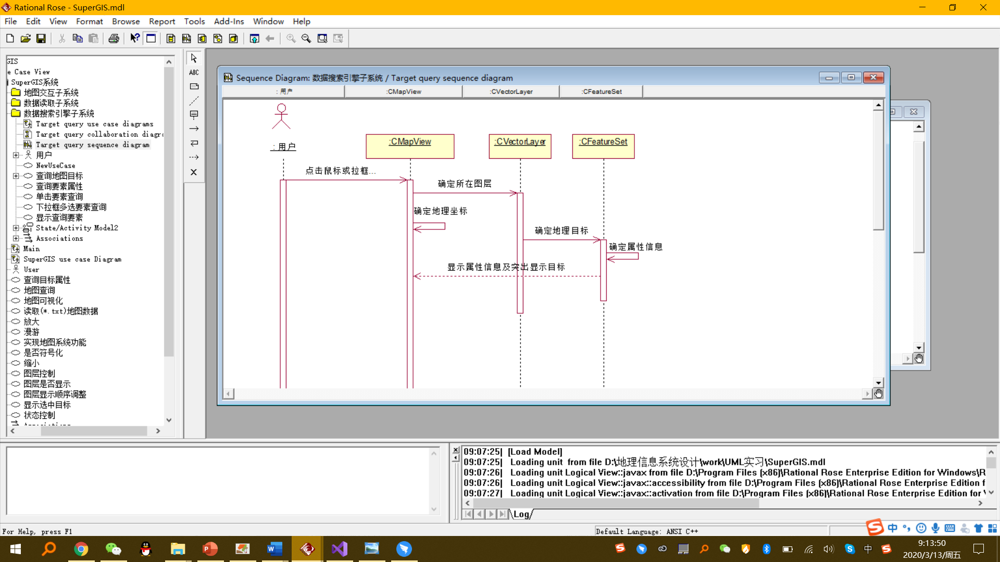 Rational Rose - SuperGIS.mdl
File Edit View Format Browse Report Tools Add-Ins Window Help
GIS
e Case View
SuperGIS系统
地图交互子系统
数据读取子系统
数据搜索引擎子系统
Target query use case diagrams
Target query collaboration diagra
Target query sequence diagram
用户
NewUseCase
查询地图目标
查询要素属性
单击要素查询
下拉框多选要素查询
显示查询要素
State/Activity Model2
Associations
Main
SuperGIS use case Diagram
User
查询目标属性
地图查询
地图可视化
读取(*.txt)地图数据
放大
漫游
实现地图系统功能
是否符号化
缩小
图层控制
图层是否显示
图层显示顺序调整
显示选中目标
状态控制
Associations
ABC
Sequence Diagram: 数据搜索引擎子系统 / Target query sequence diagram
: 用户 :CMapView :CVectorLayer :CFeatureSet
: 用户
:CMapView
:CVectorLayer
:CFeatureSet
点击鼠标或拉框...
确定所在图层
确定地理坐标
确定地理目标
确定属性信息
显示属性信息及突出显示目标
09:07:25| [Load Model]
09:07:25| Loading unit from file D:\地理信息系统设计\work\UML实习\SuperGIS.mdl
09:07:26| Loading unit Logical View::javax from file D:\Program Files (x86)\Rational Rose Enterprise Edition for Windows\R
09:07:26| Loading unit Logical View::javax::accessibility from file D:\Program Files (x86)\Rational Rose Enterprise Edition f
09:07:27| Loading unit Logical View::javax::activation from file D:\Program Files (x86)\Rational Rose Enterprise Edition for
Log
For Help, press F1
Default Language: ANSI C++
中
中
9:13:50
2020/3/13/周五